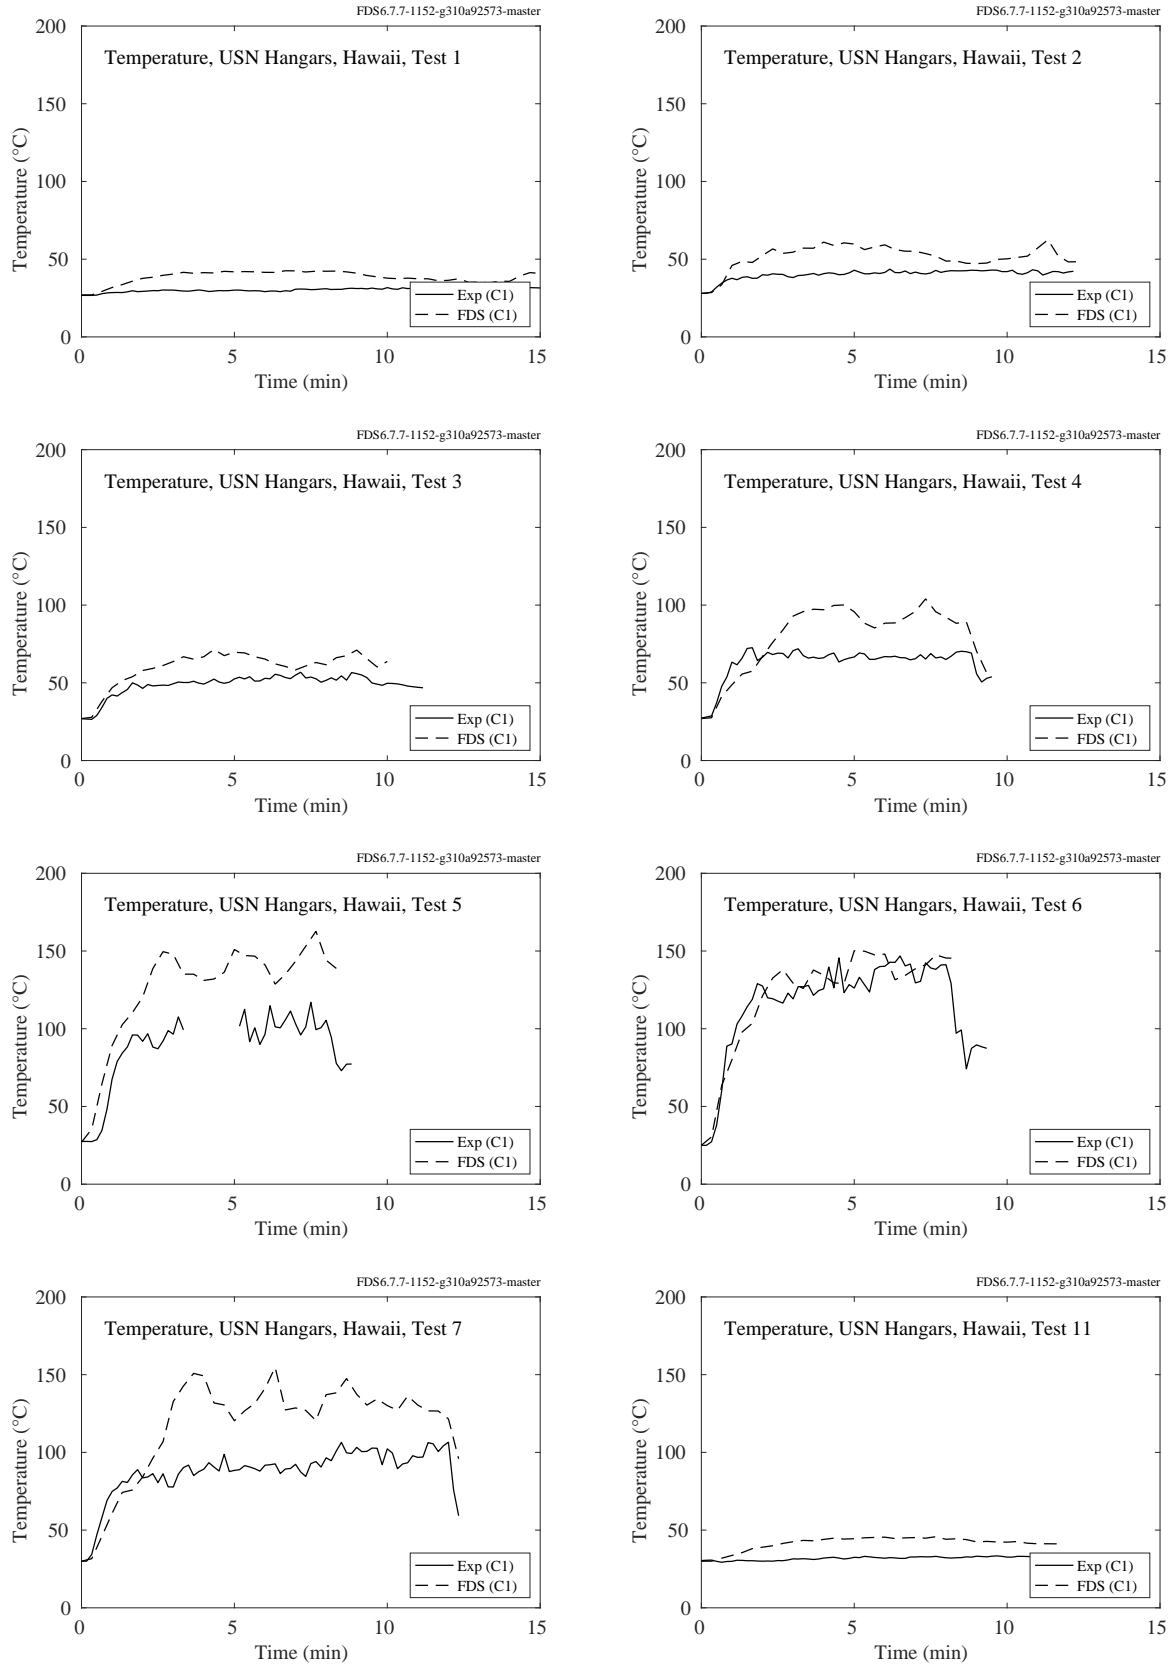 FDS6.7.7-1152-g310a92573-master
Temperature, USN Hangars, Hawaii, Test 1
200
150
100
50
0
Temperature (°C)
Exp (C1)
FDS (C1)
0 5 10 15
Time (min)
FDS6.7.7-1152-g310a92573-master
Temperature, USN Hangars, Hawaii, Test 2
200
150
100
50
0
Temperature (°C)
Exp (C1)
FDS (C1)
0 5 10 15
Time (min)
FDS6.7.7-1152-g310a92573-master
Temperature, USN Hangars, Hawaii, Test 3
200
150
100
50
0
Temperature (°C)
Exp (C1)
FDS (C1)
0 5 10 15
Time (min)
FDS6.7.7-1152-g310a92573-master
Temperature, USN Hangars, Hawaii, Test 4
200
150
100
50
0
Temperature (°C)
Exp (C1)
FDS (C1)
0 5 10 15
Time (min)
FDS6.7.7-1152-g310a92573-master
Temperature, USN Hangars, Hawaii, Test 5
200
150
100
50
0
Temperature (°C)
Exp (C1)
FDS (C1)
0 5 10 15
Time (min)
FDS6.7.7-1152-g310a92573-master
Temperature, USN Hangars, Hawaii, Test 6
200
150
100
50
0
Temperature (°C)
Exp (C1)
FDS (C1)
0 5 10 15
Time (min)
FDS6.7.7-1152-g310a92573-master
Temperature, USN Hangars, Hawaii, Test 7
200
150
100
50
0
Temperature (°C)
Exp (C1)
FDS (C1)
0 5 10 15
Time (min)
FDS6.7.7-1152-g310a92573-master
Temperature, USN Hangars, Hawaii, Test 11
200
150
100
50
0
Temperature (°C)
Exp (C1)
FDS (C1)
0 5 10 15
Time (min)